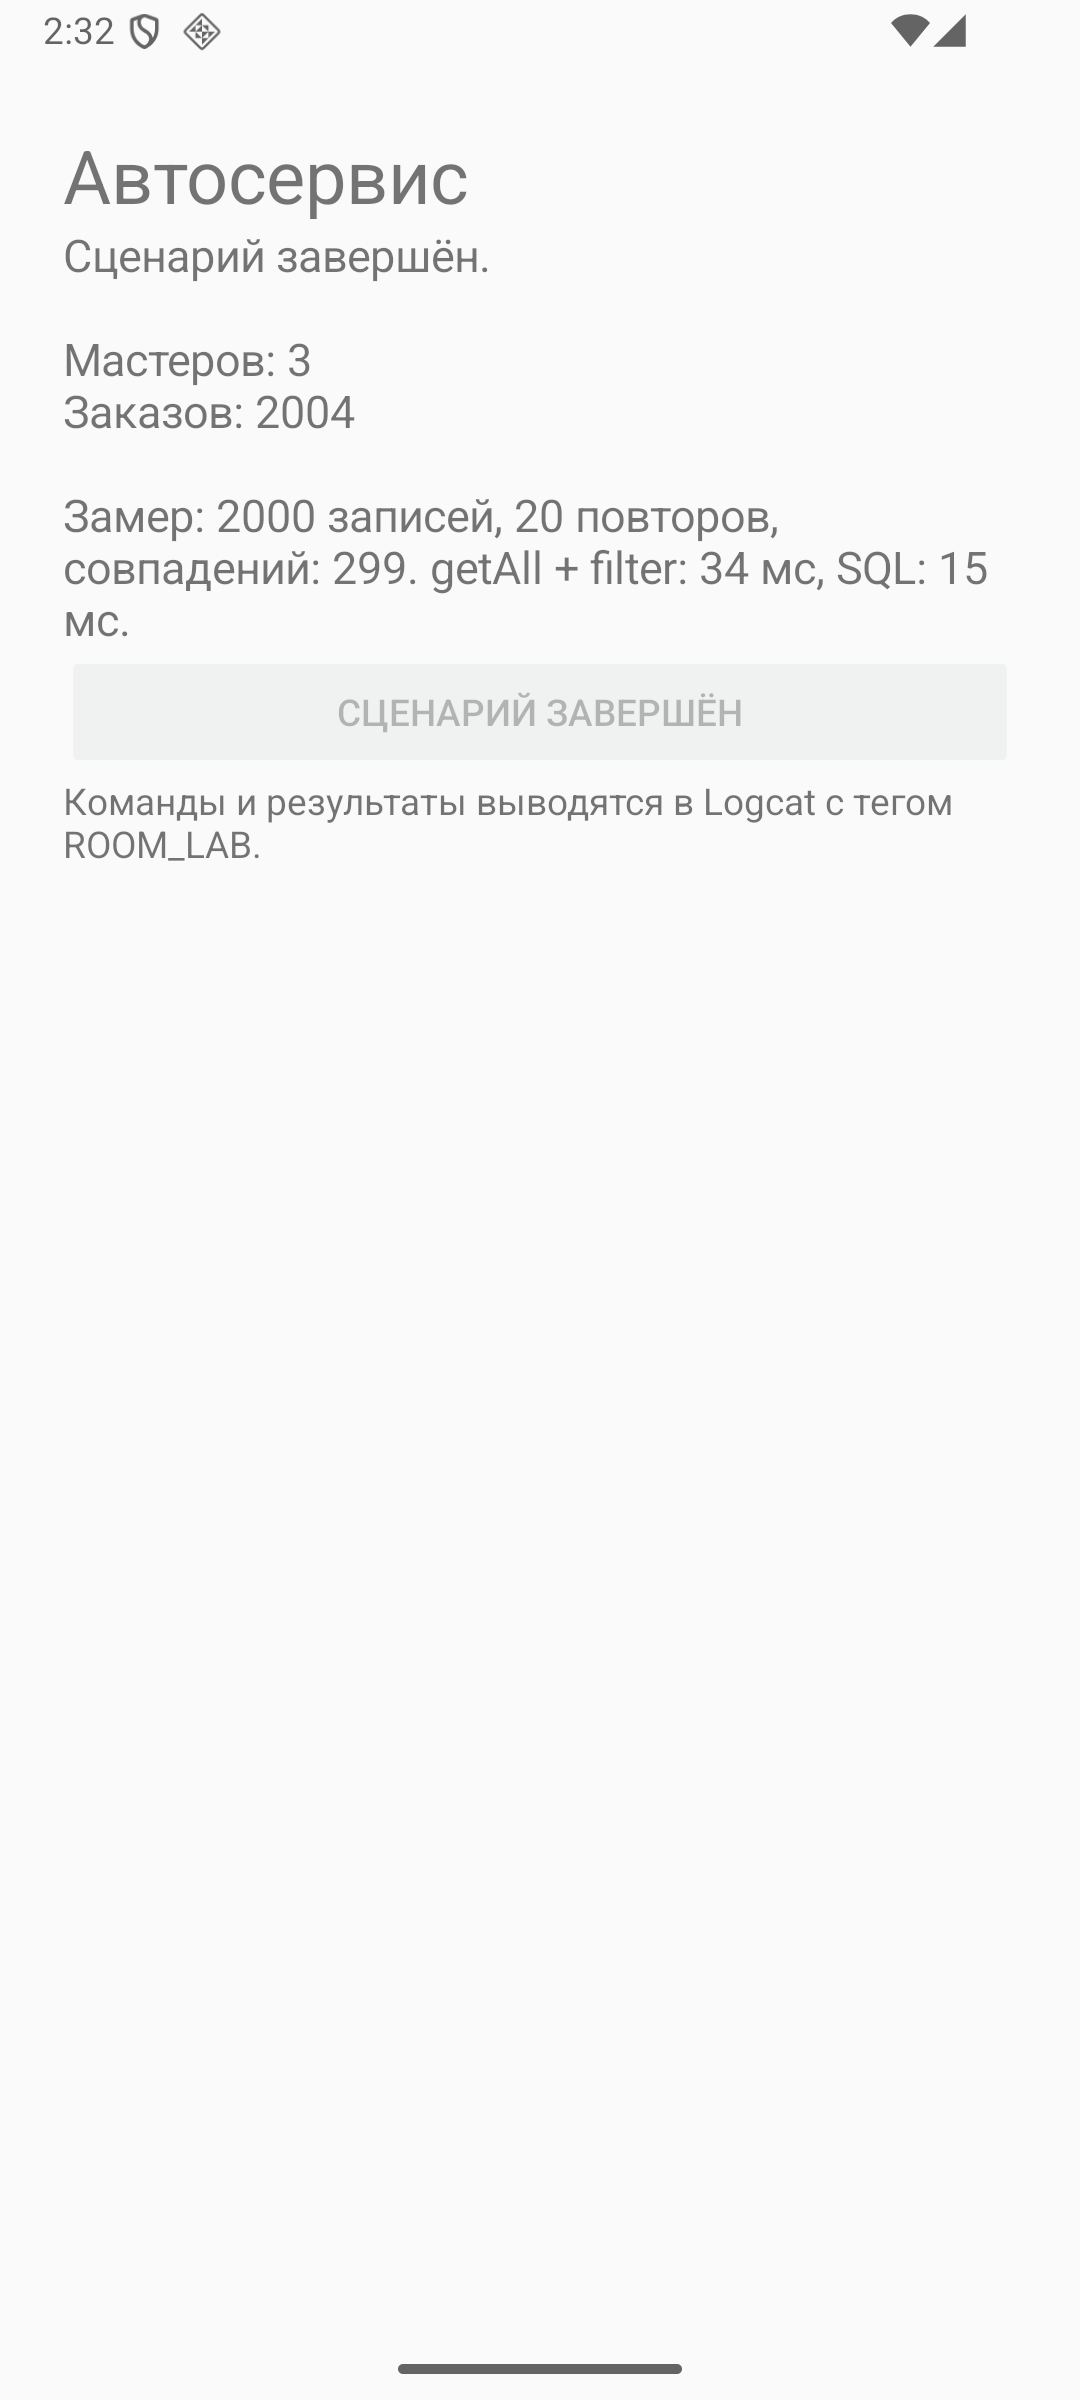 2:32
Автосервис
Сценарий завершён.
Мастеров: 3
Заказов: 2004
Замер: 2000 записей, 20 повторов,
совпадений: 299. getAll + filter: 34 мс, SQL: 15
мс.
СЦЕНАРИЙ ЗАВЕРШЁН
Команды и результаты выводятся в Logcat с тегом
ROOM_LAB.